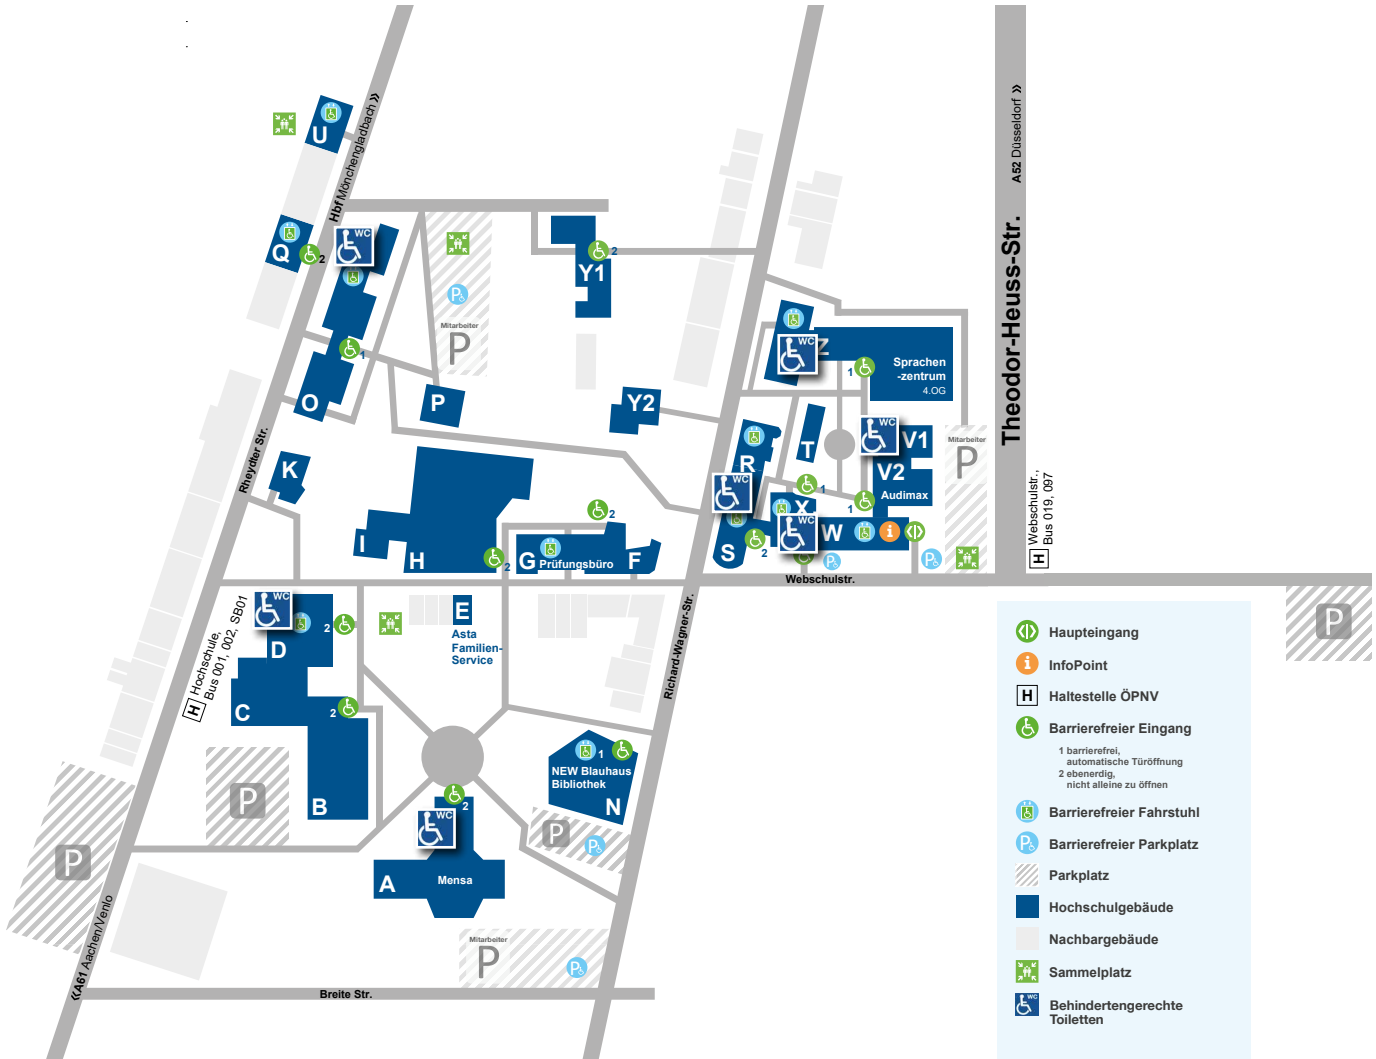 U
Hbf Mönchengladbach »
A52 Düsseldorf »
Theodor-Heuss-Str.
Q
2
WC
2
Y1
Mitarbeiter
P
1
O
P
Y2
Z
WC
1
Sprachen
-zentrum
4.OG
Rheydter Str.
K
R
T
WC
V1
V2
Audimax
Mitarbeiter
P
H Webschulstr.,
Bus 019, 097
WC
1
X
1
I
H
2
G
Prüfungsbüro
F
2
S
2
WC
W
i
P
P
Webschulstr.
H Hochschule,
Bus 001, 002, SB01
WC
2
D
E
Asta
Familien-
Service
Richard-Wagner-Str.
P
C
2
B
P
1
NEW Blauhaus
Bibliothek
N
2
WC
P
P
P
A
Mensa
Mitarbeiter
P
P
«A61 Aachen/Venlo
Breite Str.
Haupteingang
i InfoPoint
H Haltestelle ÖPNV
Barrierefreier Eingang
1 barrierfrei,
automatische Türöffnung
2 ebenerdig,
nicht alleine zu öffnen
Barrierefreier Fahrstuhl
P Barrierefreier Parkplatz
Parkplatz
Hochschulgebäude
Nachbargebäude
Sammelplatz
WC Behindertengerechte
Toiletten